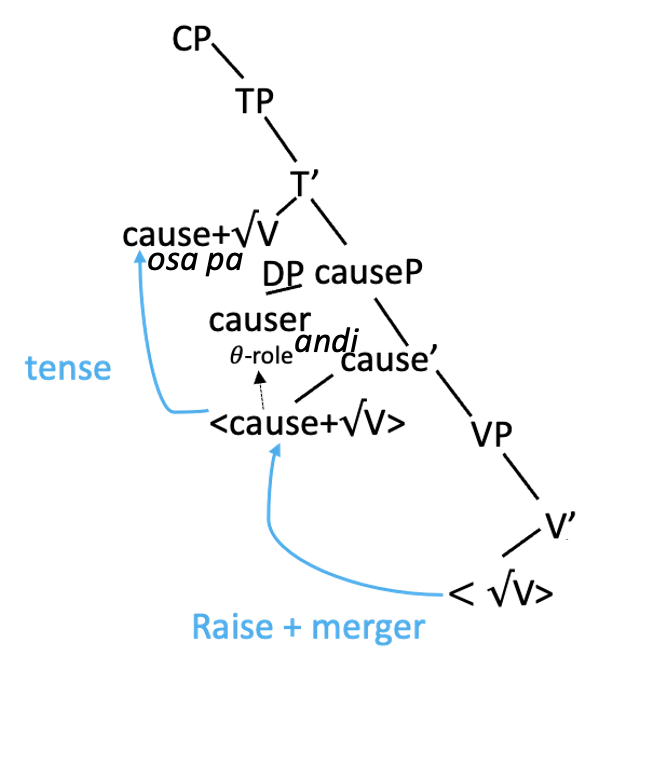 CP
TP
T’
cause+√V
osa pa
DP causeP
causer
andi
θ-role
cause’
tense
<cause+√V>
VP
V’
< √V>
Raise + merger